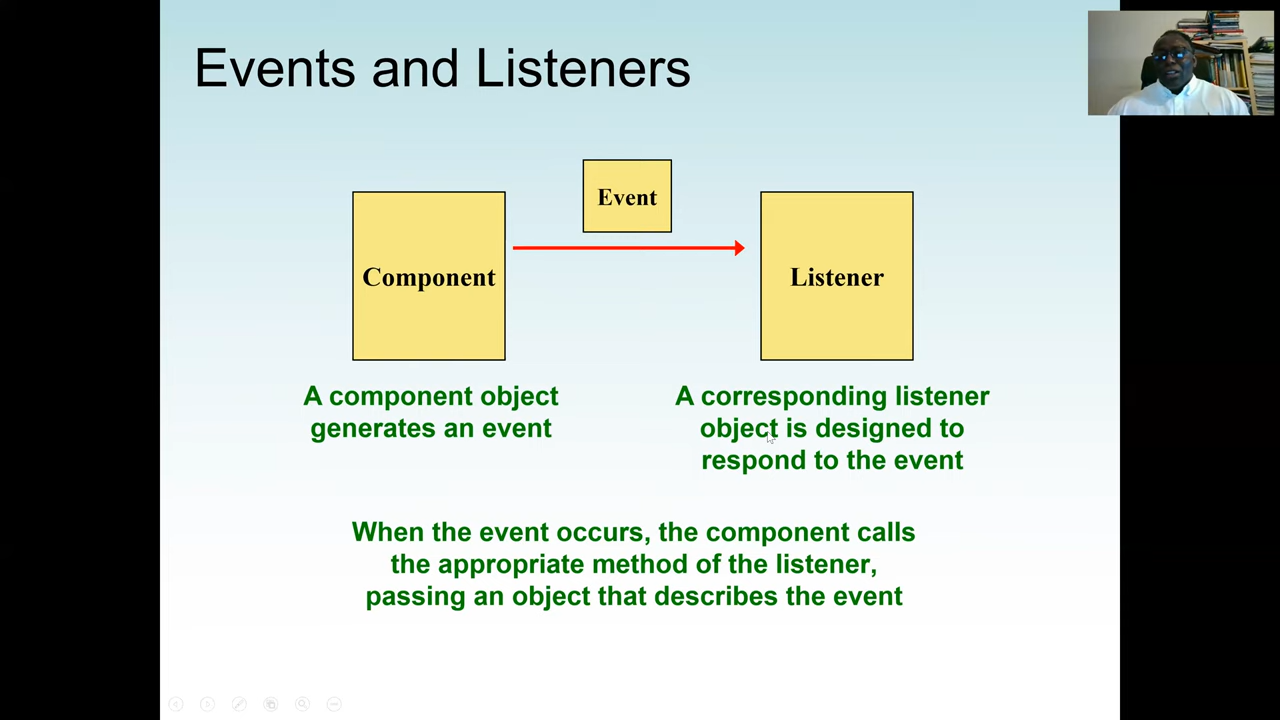 Events and Listeners
Event
Component
Listener
A component object
generates an event
A corresponding listener
object is designed to
respond to the event
When the event occurs, the component calls
the appropriate method of the listener,
passing an object that describes the event